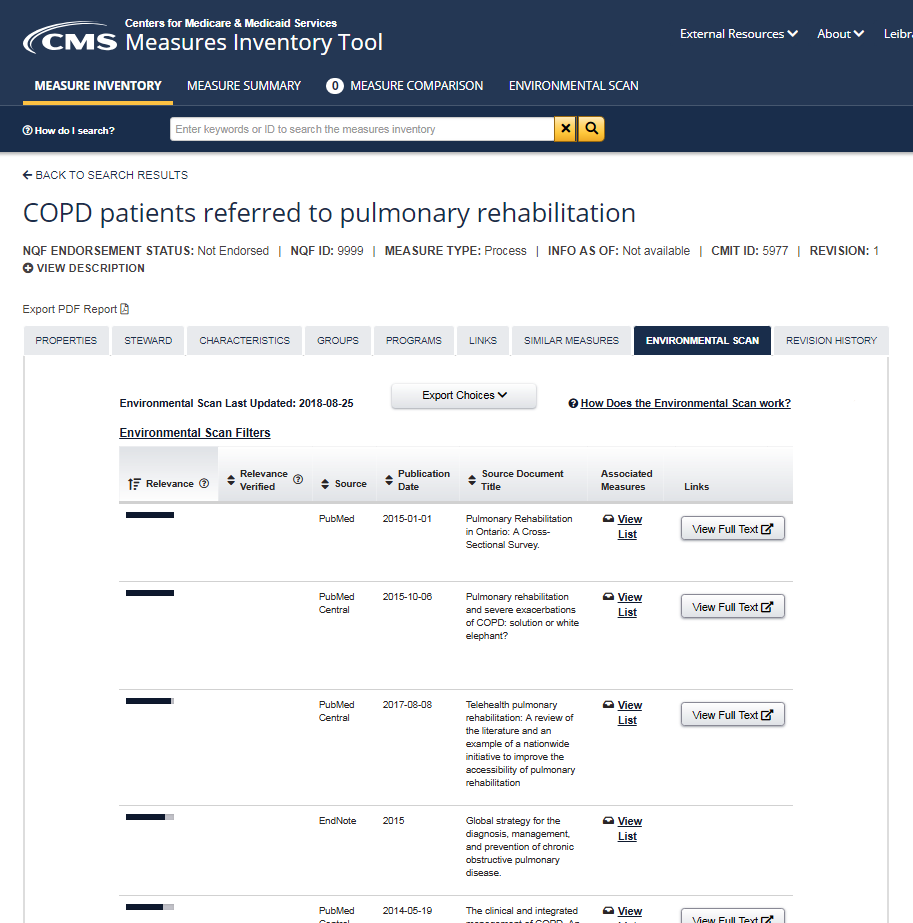 Centers for Medicare & Medicaid Services
CMS Measures Inventory Tool
External Resources About Leibra
MEASURE INVENTORY MEASURE SUMMARY 0 MEASURE COMPARISON ENVIRONMENTAL SCAN
How do I search? Enter keywords or ID to search the measures inventory
BACK TO SEARCH RESULTS
COPD patients referred to pulmonary rehabilitation
NQF ENDORSEMENT STATUS: Not Endorsed | NQF ID: 9999 | MEASURE TYPE: Process | INFO AS OF: Not available | CMIT ID: 5977 | REVISION: 1
VIEW DESCRIPTION
Export PDF Report
PROPERTIES STEWARD CHARACTERISTICS GROUPS PROGRAMS LINKS SIMILAR MEASURES ENVIRONMENTAL SCAN REVISION HISTORY
Environmental Scan Last Updated: 2018-08-25 Export Choices How Does the Environmental Scan work?
Environmental Scan Filters
Relevance
Relevance
Verified
Source
Publication
Date
Source Document
Title
Associated
Measures
Links
PubMed 2015-01-01
Pulmonary Rehabilitation
in Ontario: A Cross-
Sectional Survey.
View
List
View Full Text
PubMed
Central
2015-10-06
Pulmonary rehabilitation
and severe exacerbations
of COPD: solution or white
elephant?
View
List
View Full Text
PubMed
Central
2017-08-08
Telehealth pulmonary
rehabilitation: A review of
the literature and an
example of a nationwide
initiative to improve the
accessibility of pulmonary
rehabilitation
View
List
View Full Text
EndNote 2015
Global strategy for the
diagnosis, management,
and prevention of chronic
obstructive pulmonary
disease.
View
List
PubMed
Central
2014-05-19
The clinical and integrated
management of COPD. An
View
List
View Full Text